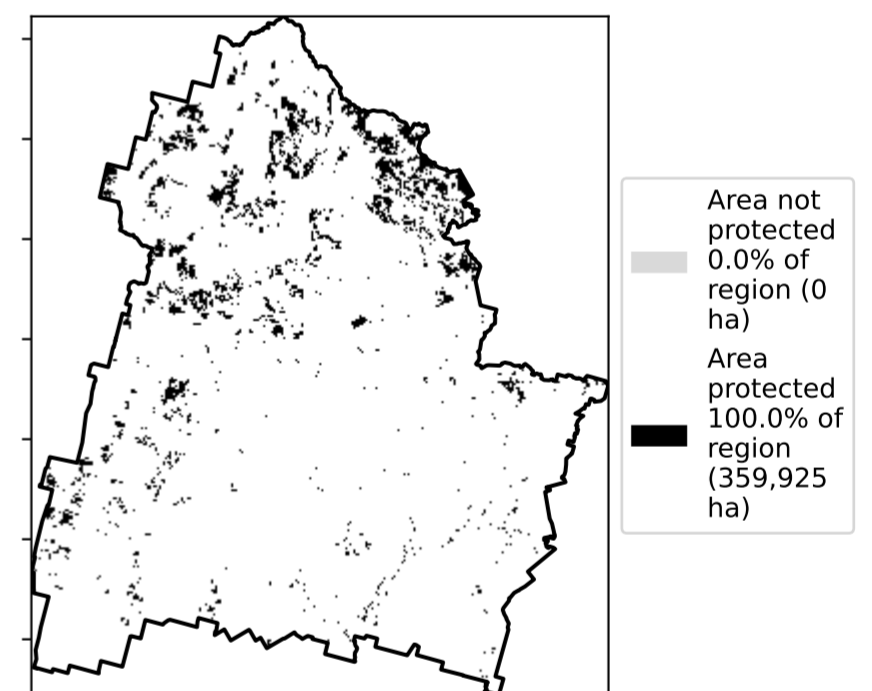 Area not
protected
0.0% of
region (0
ha)
Area
protected
100.0% of
region
(359,925
ha)